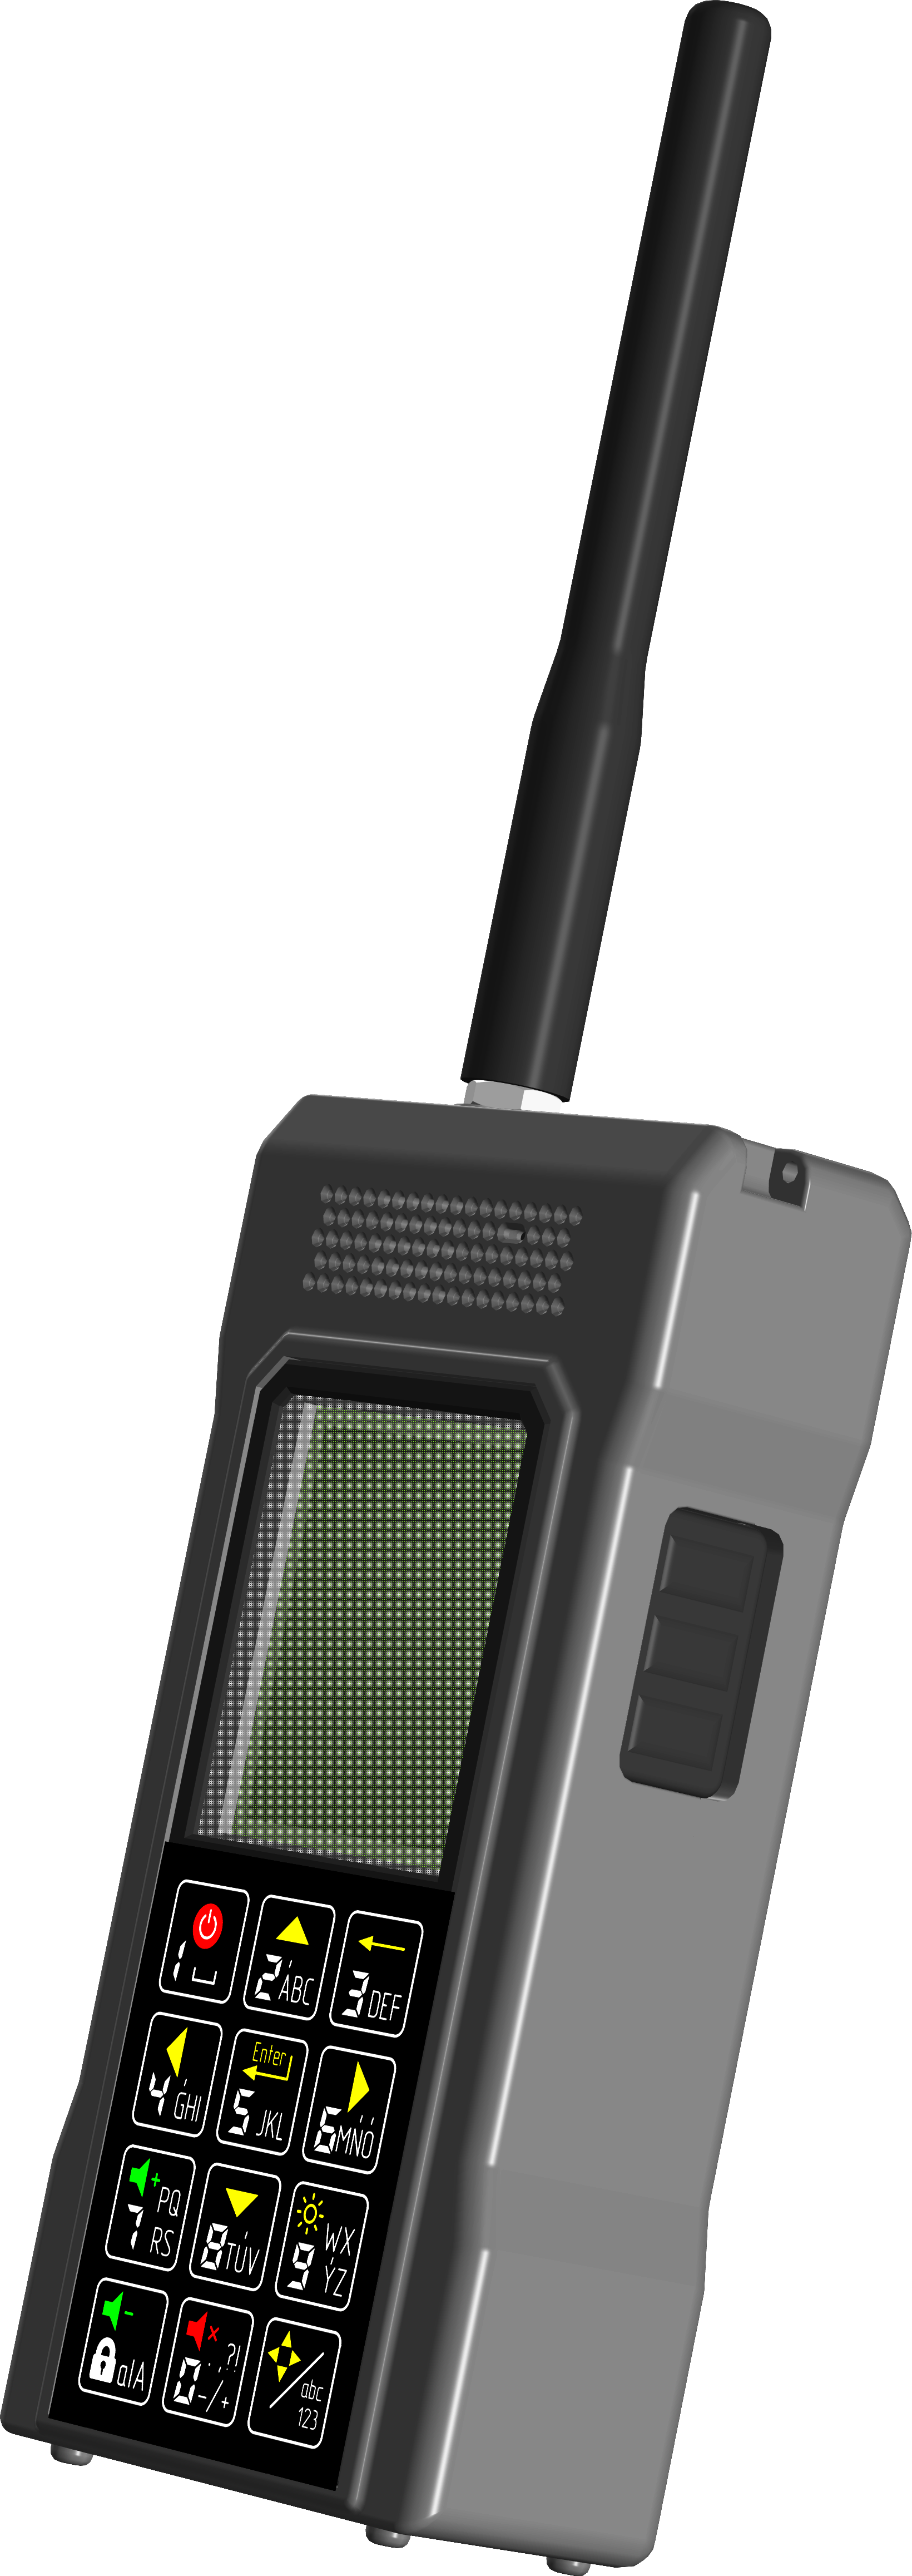 1 ⎵
2 ABC
3 DEF
4 GHI
Enter
5 JKL
6 MNO
PQ
7 RS
8 TUV
WX
9 YZ
a|A
?!
0 -/+
abc
123